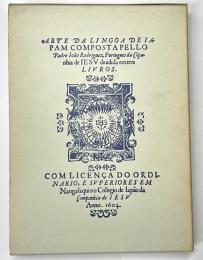 ARTE DA LINGOA DE IA-
PAM COMPOSTA PELLO
Padre Ioão Rodriguez, Portugues da Cõpa-
nhia de IESV diuidida em tres
LIVROS.
IHS
COM LICENÇA DO ORDI-
NARIO, E SVPERIORES EM
Nangasaqui no Collegio de Iapão da
Companhia de IESV
Anno. 1604.